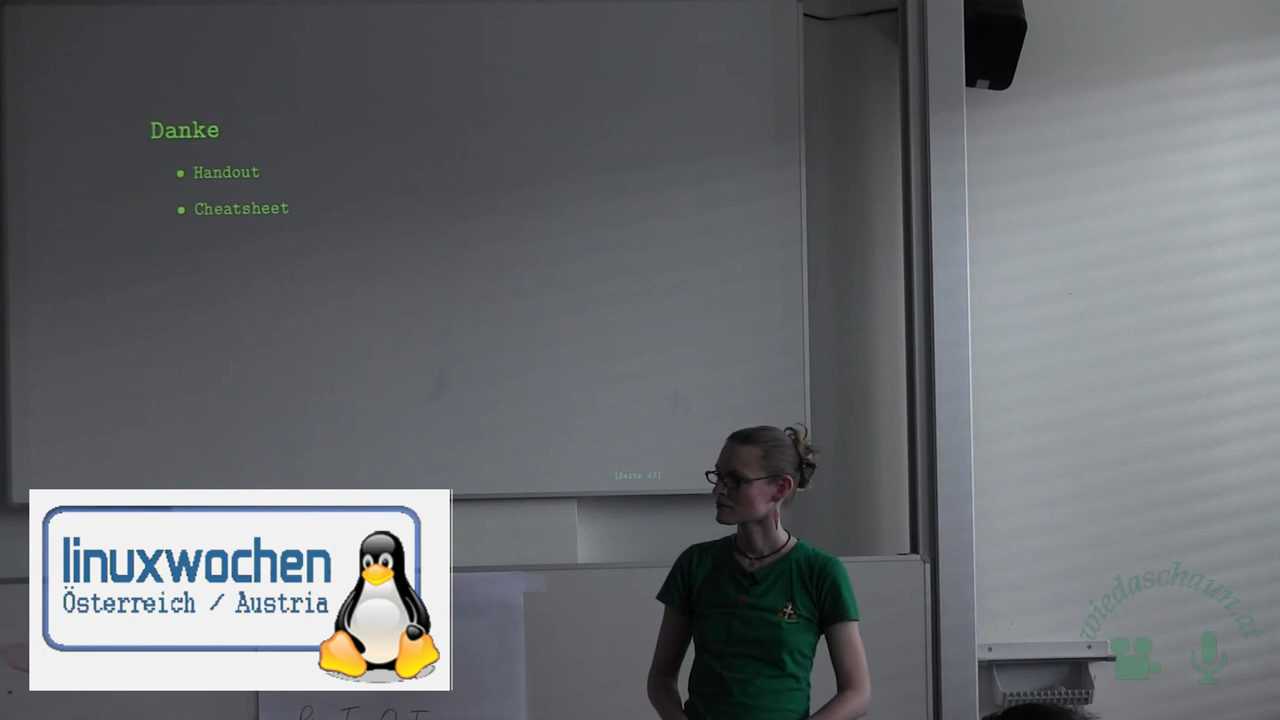 Danke
• Handout
• Cheatsheet
[Seite 43]
linuxwochen
Österreich / Austria
wiedaschaun.at